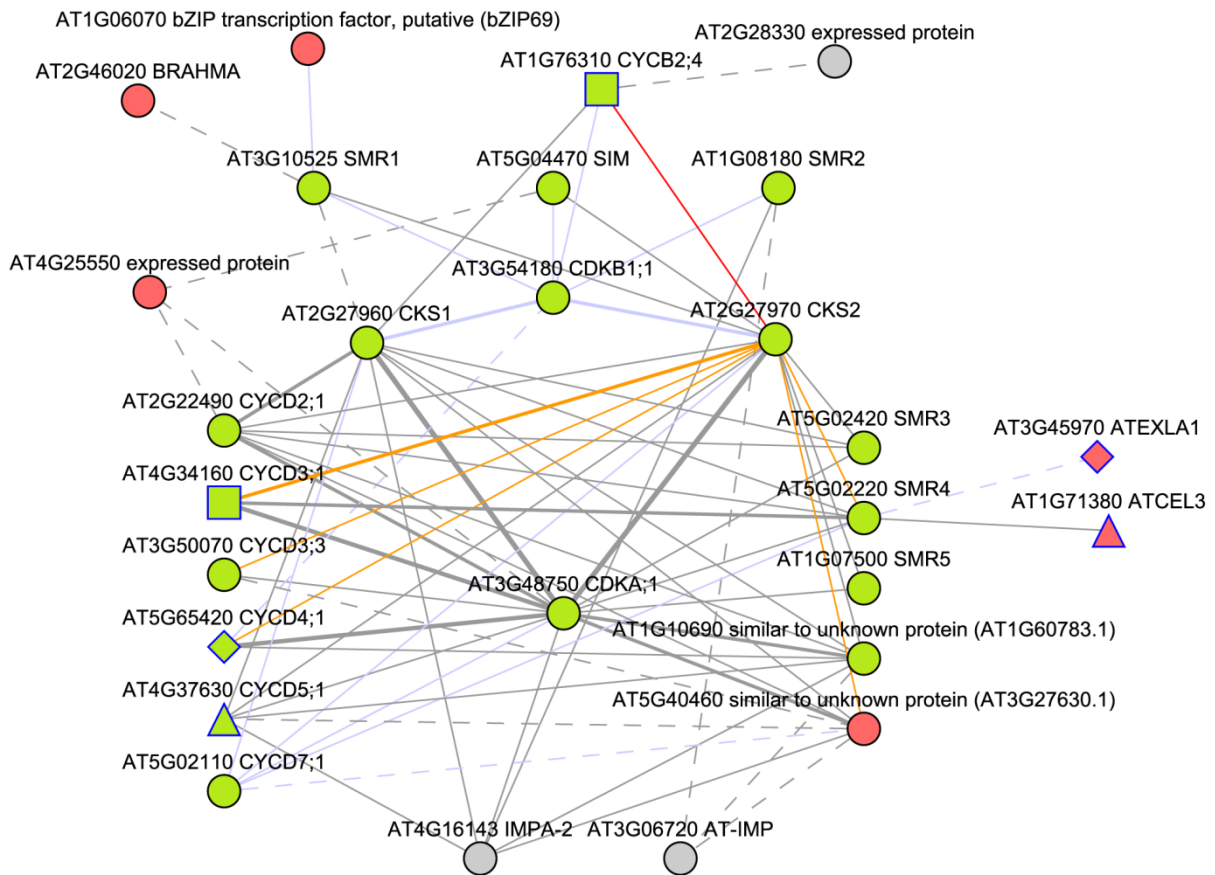 AT1G06070 bZIP transcription factor, putative (bZIP69)
AT2G28330 expressed protein
AT2G46020 BRAHMA
AT1G76310 CYCB2;4
AT3G10525 SMR1
AT5G04470 SIM
AT1G08180 SMR2
AT4G25550 expressed protein
AT3G54180 CDKB1;1
AT2G27960 CKS1
AT2G27970 CKS2
AT2G22490 CYCD2;1
AT5G02420 SMR3
AT3G45970 ATEXLA1
AT4G34160 CYCD3;1
AT5G02220 SMR4
AT1G71380 ATCEL3
AT3G50070 CYCD3;3
AT3G48750 CDKA;1
AT1G07500 SMR5
AT5G65420 CYCD4;1
AT1G10690 similar to unknown protein (AT1G60783.1)
AT4G37630 CYCD5;1
AT5G40460 similar to unknown protein (AT3G27630.1)
AT5G02110 CYCD7;1
AT4G16143 IMPA-2
AT3G06720 AT-IMP